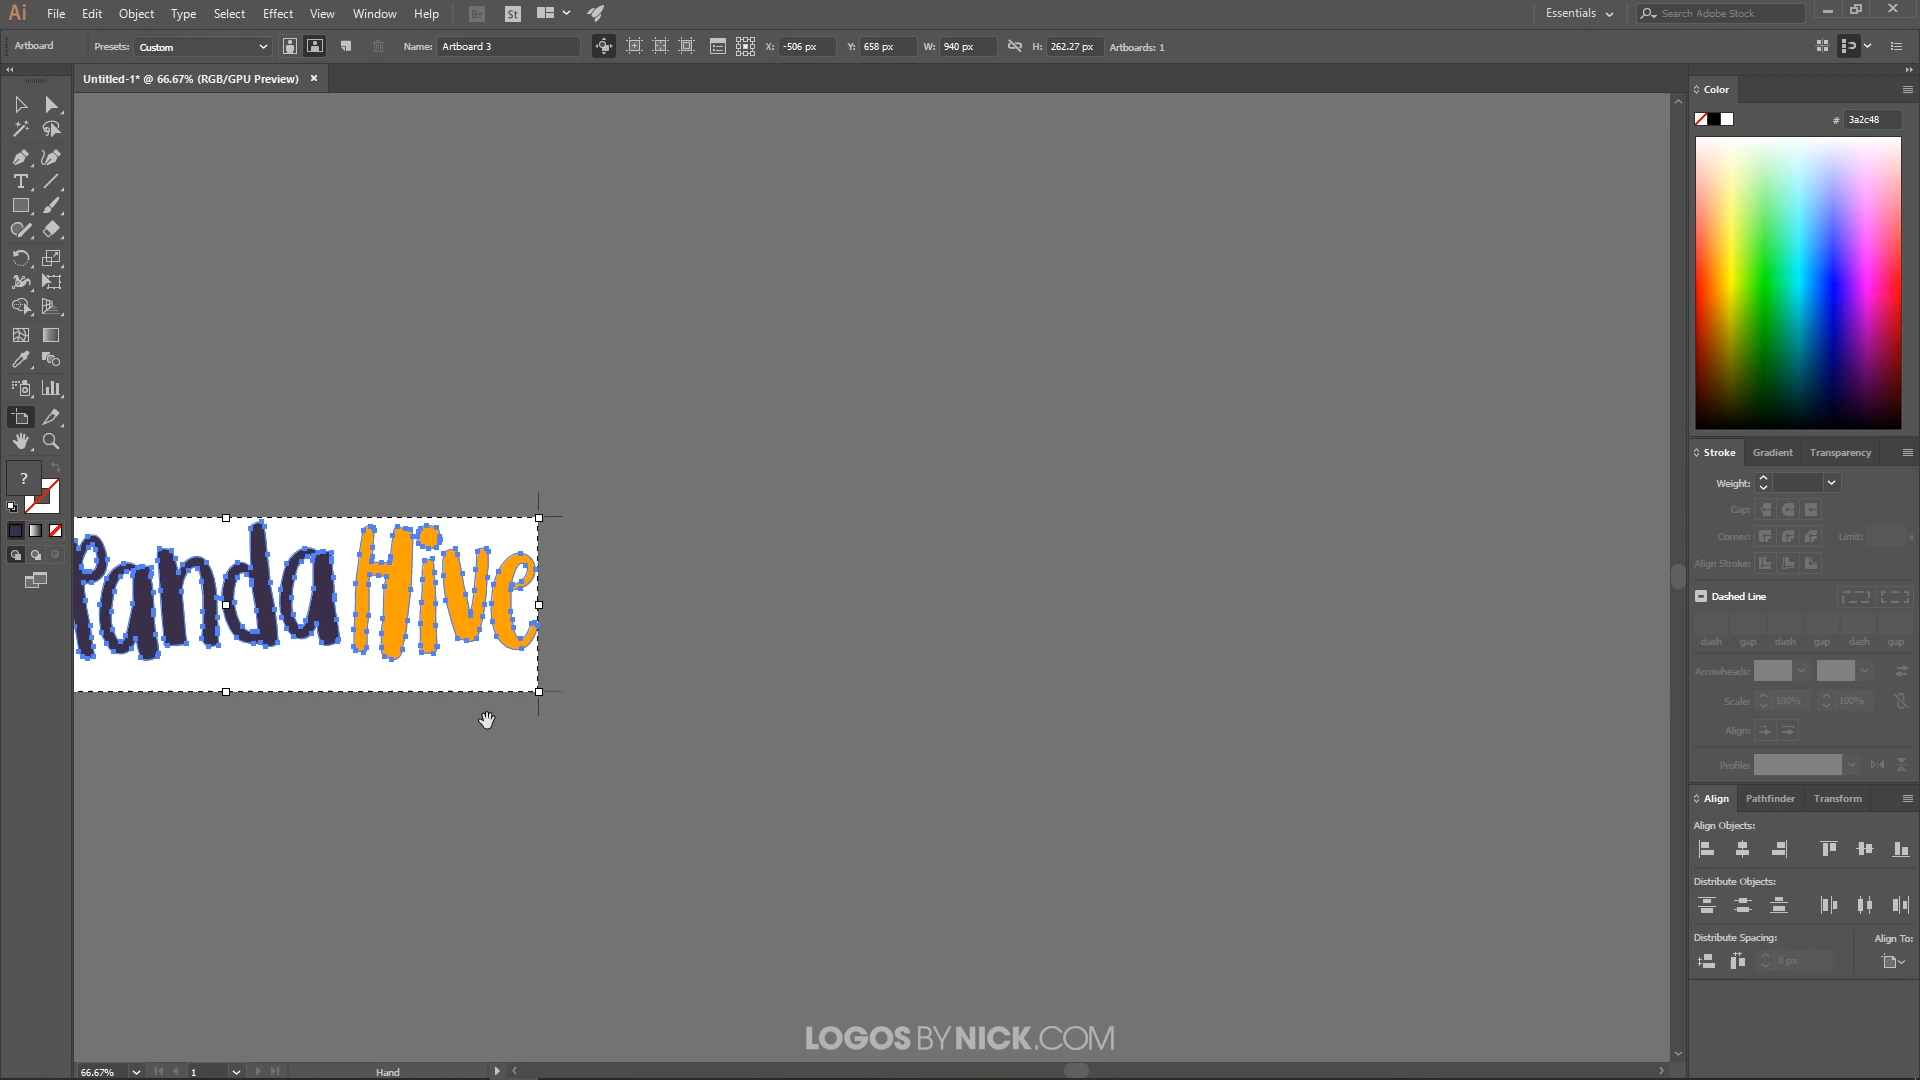 Ai File Edit Object Type Select Effect View Window Help Br St Essentials Search Adobe Stock
Artboard Presets: Custom Name: Artboard 3 X: -506 px Y: 658 px W: 940 px H: 262.27 px Artboards: 1
Untitled-1* @ 66.67% (RGB/GPU Preview) ×
Color
# 3a2c48
Stroke Gradient Transparency
Weight:
Cap:
Corner: Limit: x
Align Stroke:
Dashed Line
dash gap dash gap dash gap
Arrowheads:
Scale: 100% 100%
Align:
Profile:
Align Pathfinder Transform
Align Objects:
Distribute Objects:
Distribute Spacing: Align To:
0 px
?
Panda Hive
LOGOS BY NICK.COM
66.67% 1 Hand